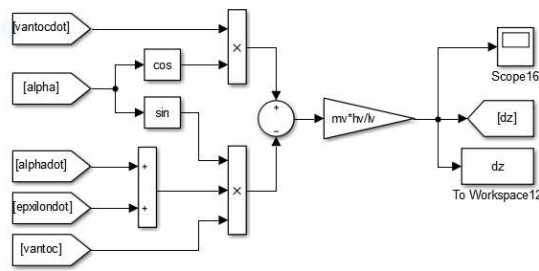 [vantocdot]
×
cos
Scope16
[alpha]
+
sin
−
mv*hv/lv
[dz]
[alphadot]
+
dz
×
[epxilondot]
+
To Workspace12
[vantoc]